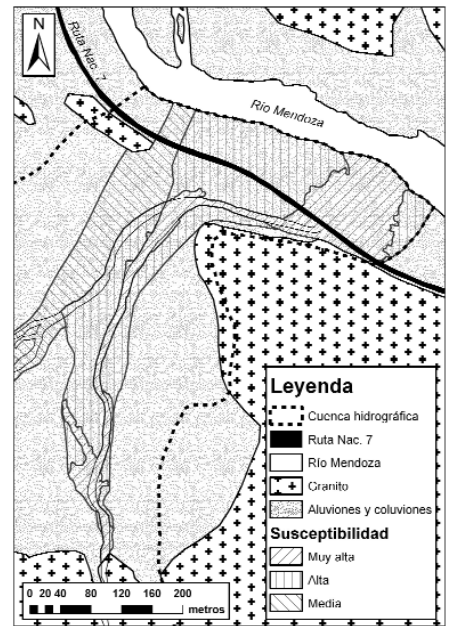 N
Ruta Nac. 7
Río Mendoza
Leyenda
Cuenca hidrográfica
Ruta Nac. 7
Río Mendoza
Granito
Aluviones y coluviones
Susceptibilidad
Muy alta
Alta
Media
0 20 40 80 120 160 200
metros